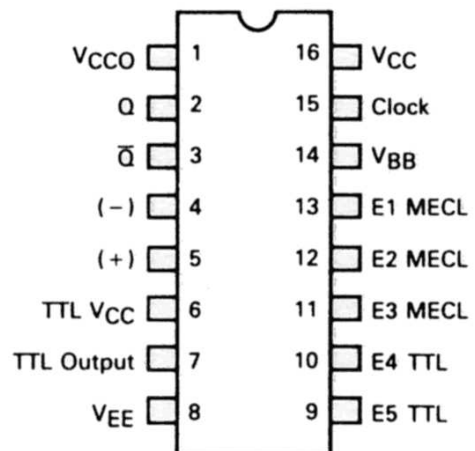 VCCO 1 16 VCC
Q 2 15 Clock
Q̅ 3 14 VBB
(−) 4 13 E1 MECL
(+) 5 12 E2 MECL
TTL VCC 6 11 E3 MECL
TTL Output 7 10 E4 TTL
VEE 8 9 E5 TTL